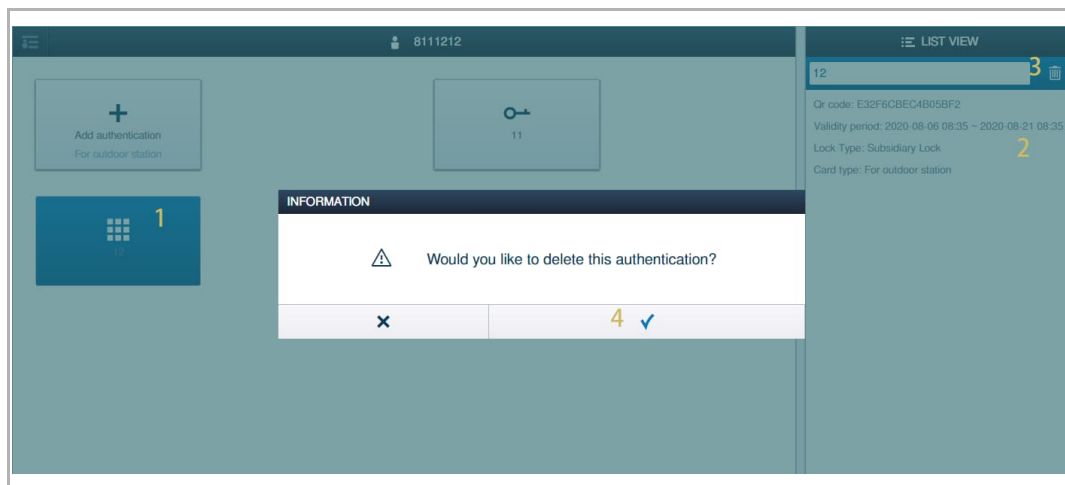 8111212
LIST VIEW
Add authentication
For outdoor station
11
1
12
12
3
Qr code: E32F6CBEC4B05BF2
Validity period: 2020-08-06 08:35 ~ 2020-08-21 08:35
Lock Type: Subsidiary Lock
2
Card type: For outdoor station
INFORMATION
Would you like to delete this authentication?
4